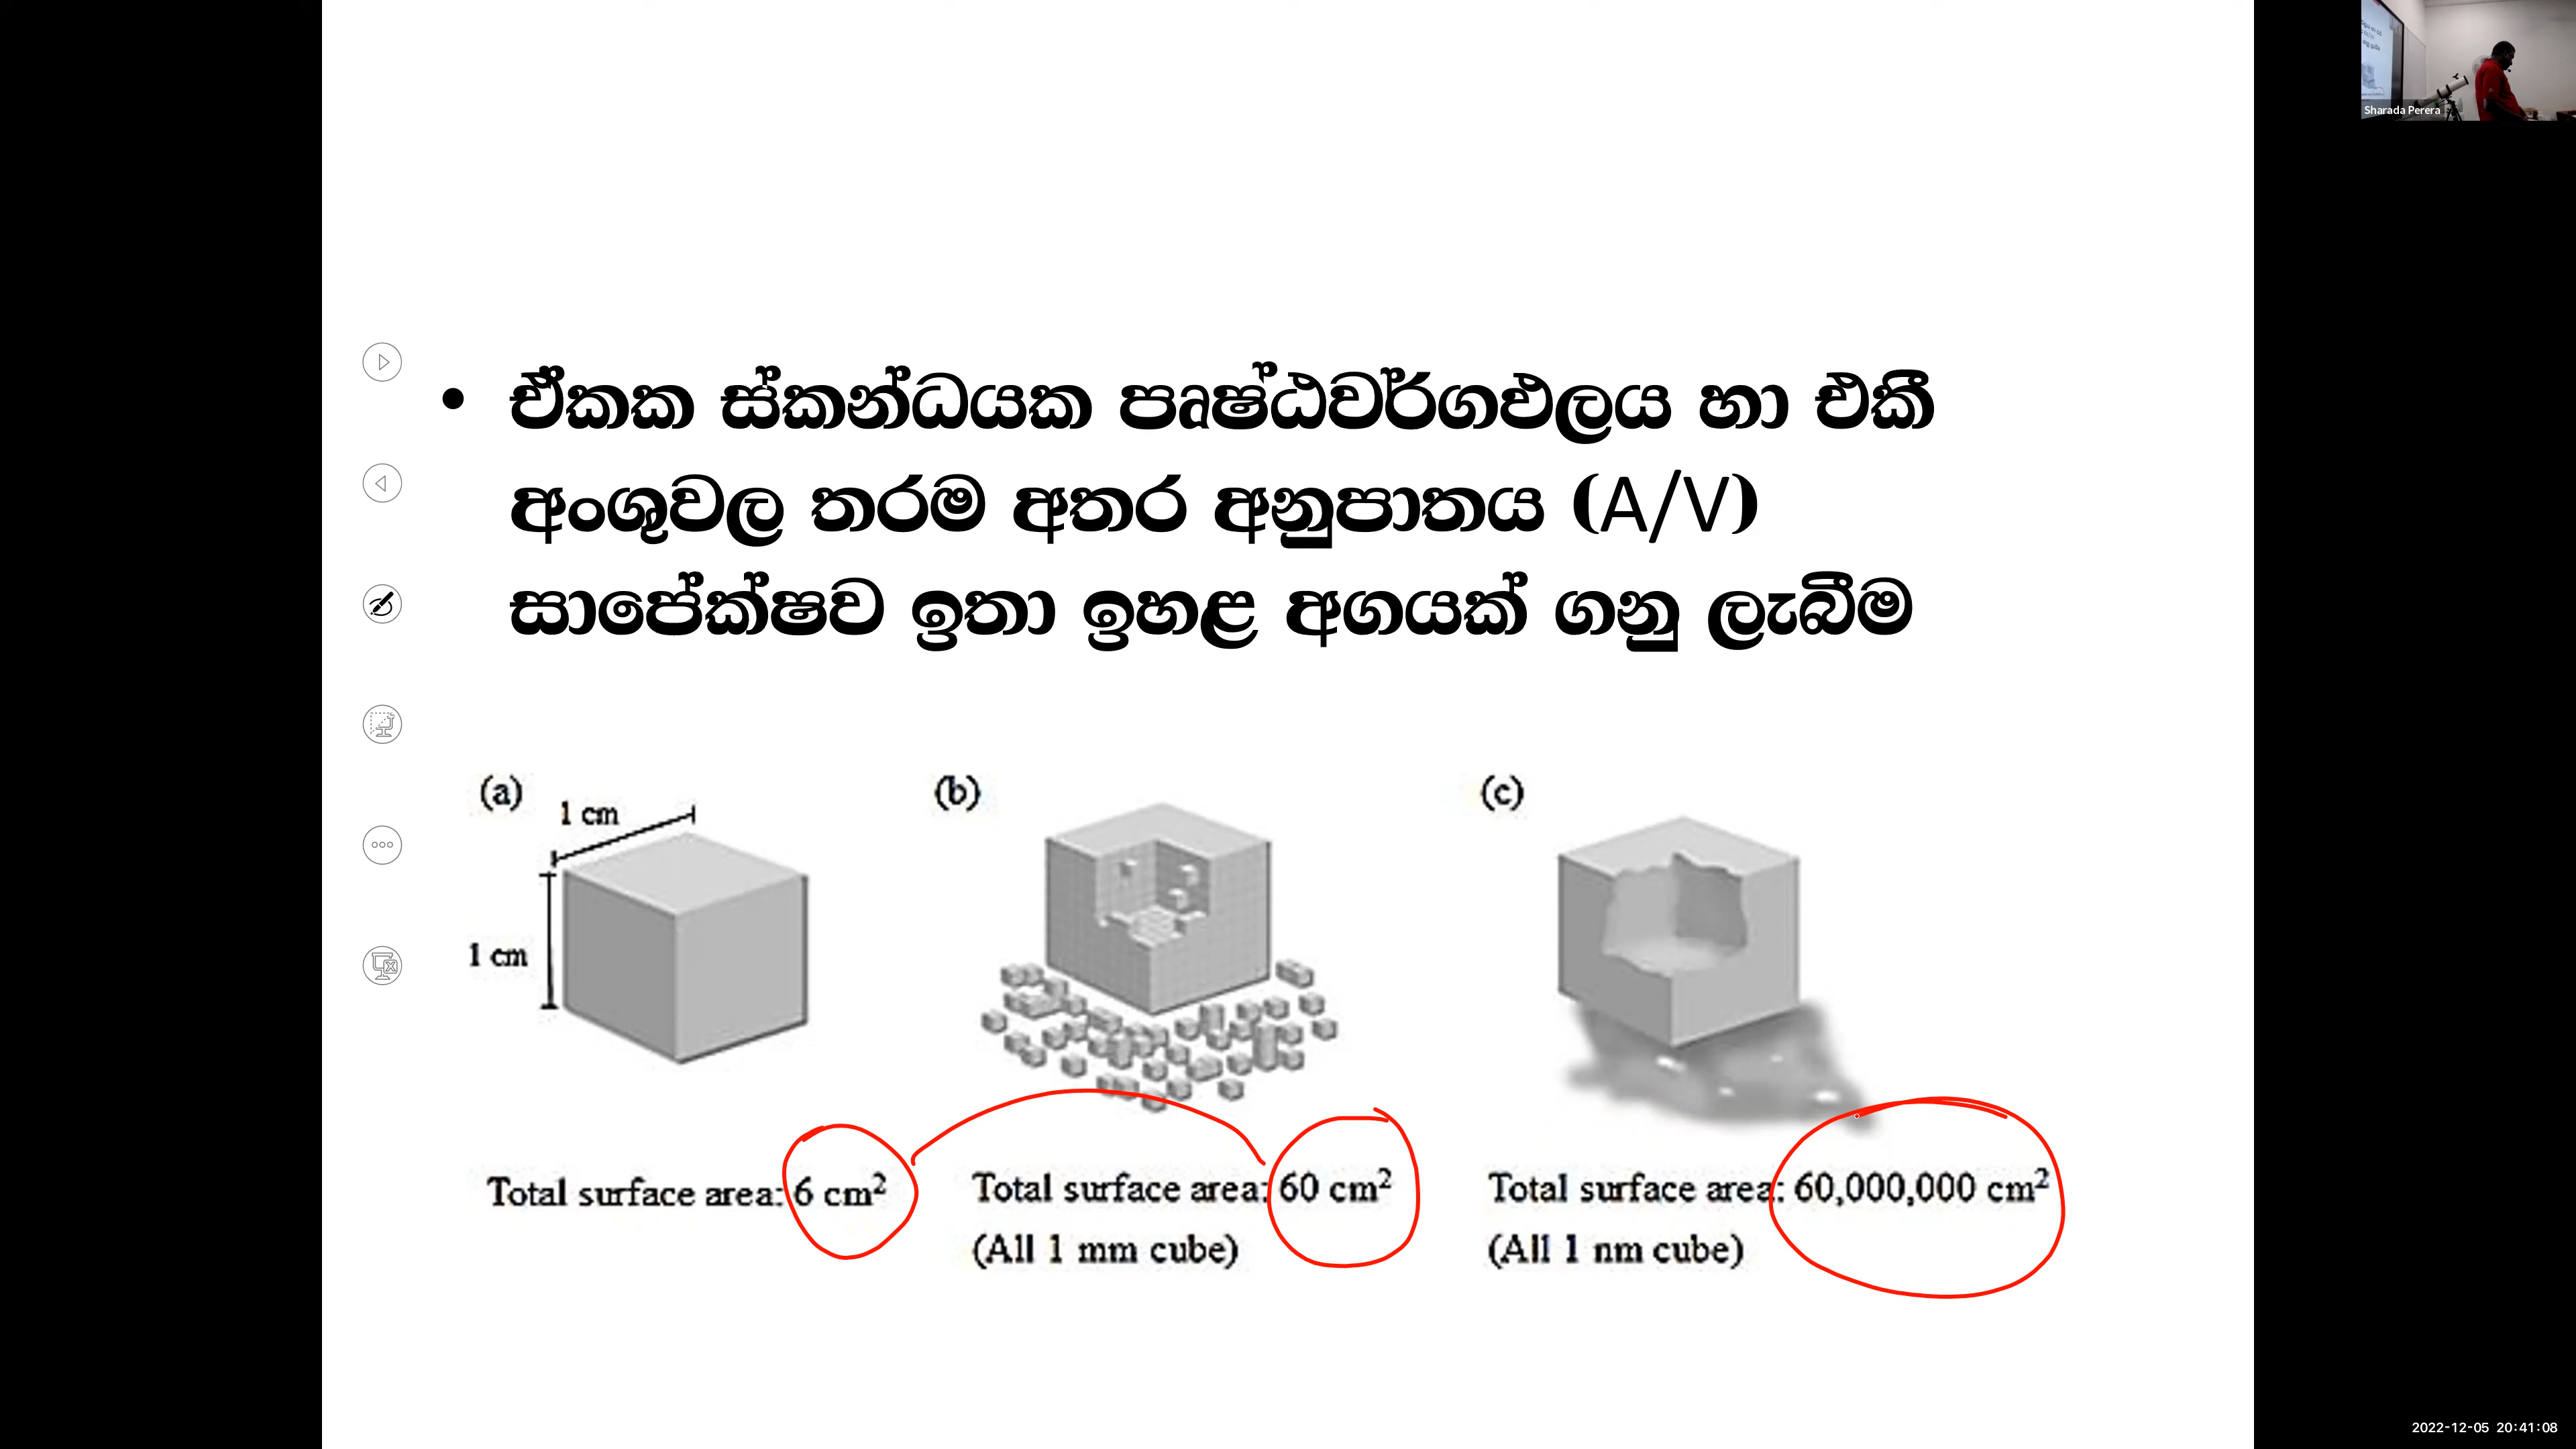 Sharada Perera
• ඒකක ස්කන්ධයක පෘෂ්ඨවර්ගඵලය හා එකී
අංශුවල තරම අතර අනුපාතය (A/V)
සාපේක්ෂව ඉතා ඉහළ අගයක් ගනු ලැබීම
(a) (b) (c)
1 cm
1 cm
Total surface area: 6 cm² Total surface area: 60 cm² Total surface area: 60,000,000 cm²
(All 1 mm cube) (All 1 nm cube)
2022-12-05 20:41:08